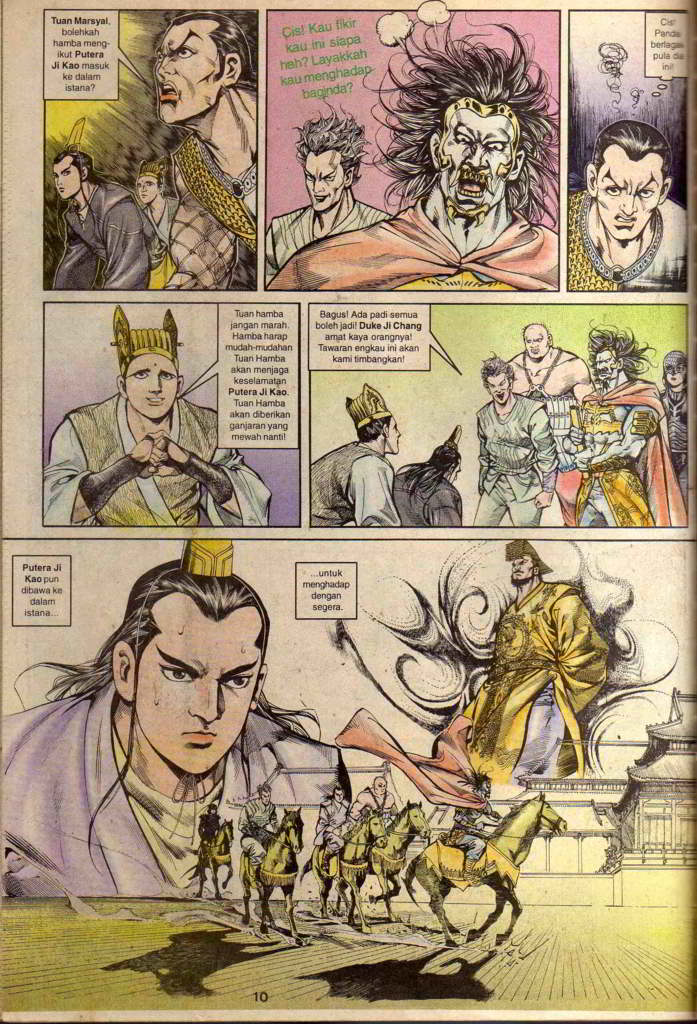 Tuan Marsyal,
bolehkah
hamba meng-
ikut Putera
Ji Kao masuk
ke dalam
istana?
Cis! Kau fikir
kau ini siapa
hah? Layakkah
kau menghadap
baginda?
Cis!
Pandai
berlagak
pula dia
ini!
Tuan hamba
jangan marah.
Hamba harap
mudah-mudahan
Tuan Hamba
akan menjaga
keselamatan
Putera Ji Kao.
Tuan Hamba
akan diberikan
ganjaran yang
mewah nanti!
Bagus! Ada padi semua
boleh jadi! Duke Ji Chang
amat kaya orangnya!
Tawaran engkau ini akan
kami timbangkan!
Putera Ji
Kao pun
dibawa ke
dalam
istana...
...untuk
menghadap
dengan
segera.
10